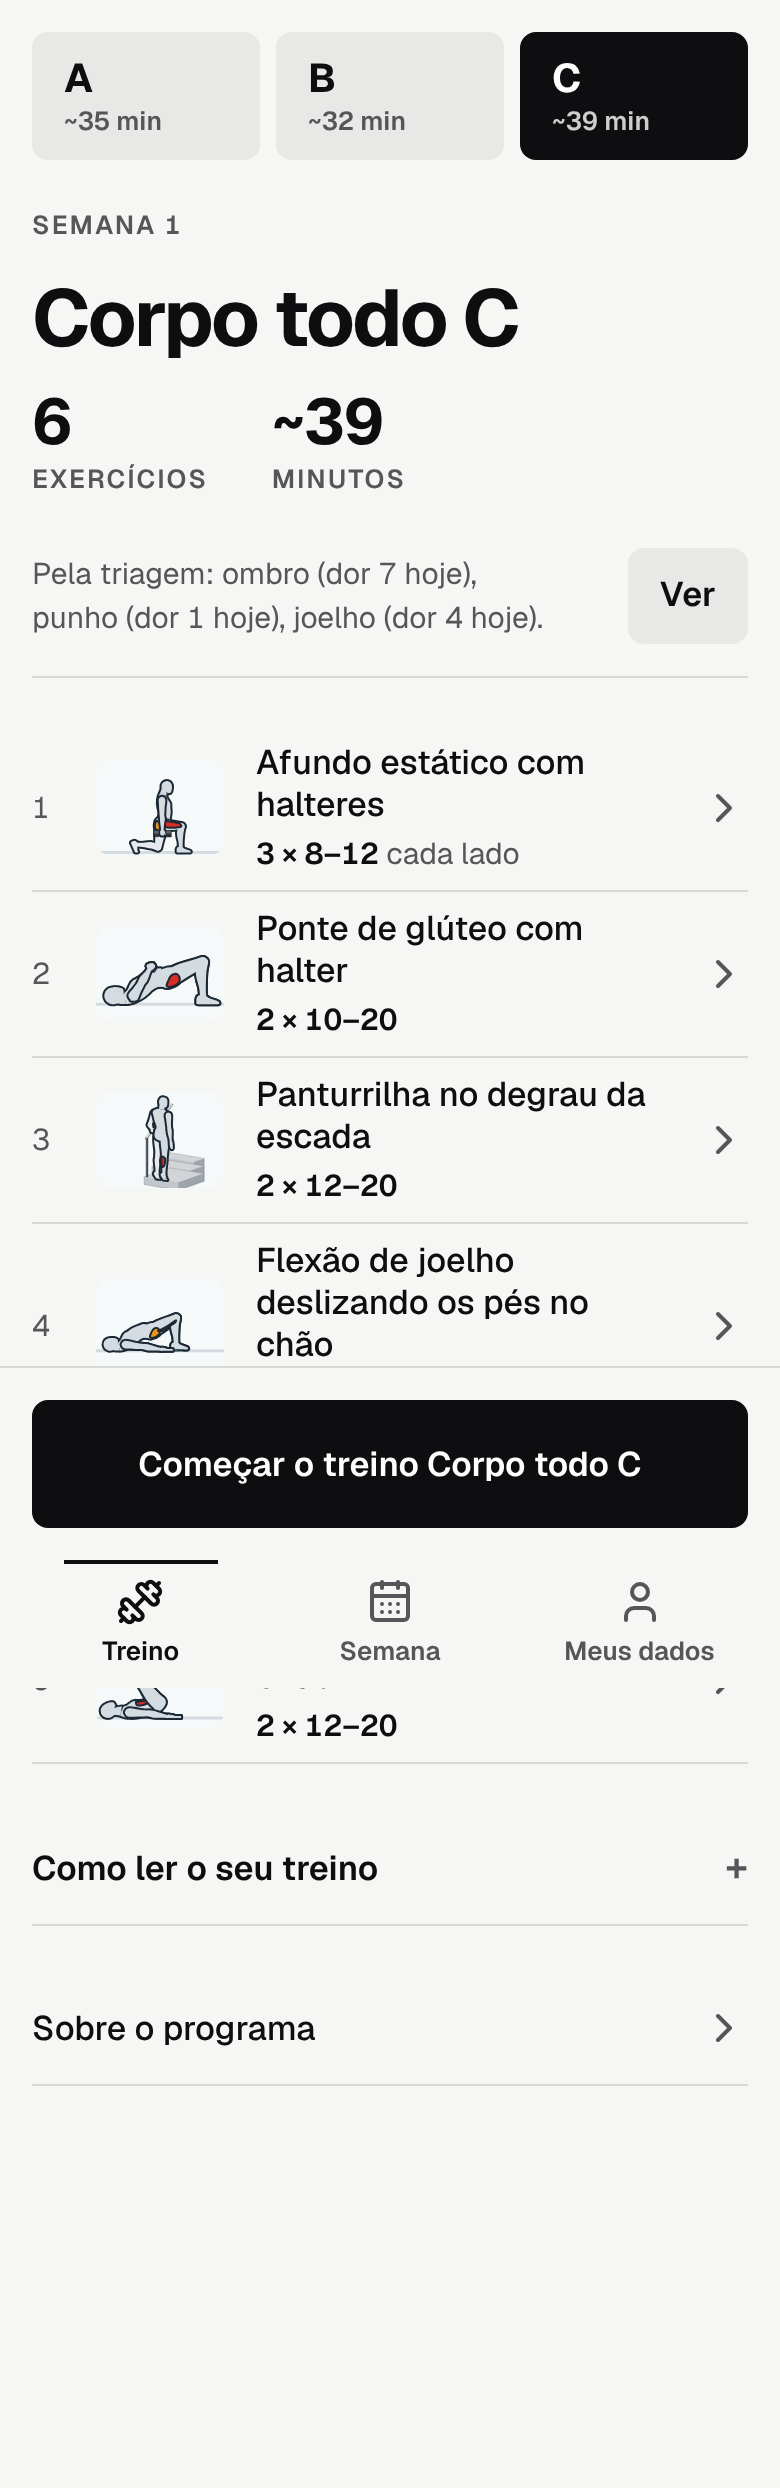 A
~35 min
B
~32 min
C
~39 min
SEMANA 1
Corpo todo C
6
EXERCÍCIOS
~39
MINUTOS
Pela triagem: ombro (dor 7 hoje),
punho (dor 1 hoje), joelho (dor 4 hoje).
Ver
1
Afundo estático com
halteres
3 × 8–12 cada lado
2
Ponte de glúteo com
halter
2 × 10–20
3
Panturrilha no degrau da
escada
2 × 12–20
4
Flexão de joelho
deslizando os pés no
chão
Começar o treino Corpo todo C
Treino
Semana
Meus dados
2 × 12–20
Como ler o seu treino
+
Sobre o programa